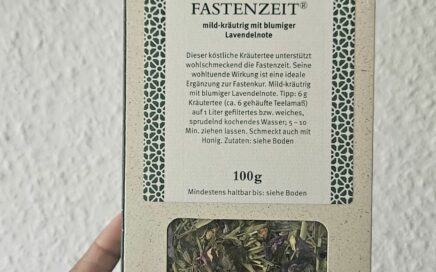 FASTENZEIT®
mild-kräutrig mit blumiger
Lavendelnote
Dieser köstliche Kräutertee unterstützt
wohlschmeckend die Fastenzeit. Seine
wohltuende Wirkung ist eine ideale
Ergänzung zur Fastenkur. Mild-kräutrig
mit blumiger Lavendelnote. Tipp: 6 g
Kräutertee (ca. 6 gehäufte Teelamaß)
auf 1 Liter gefiltertes bzw. weiches,
sprudelnd kochendes Wasser; 5 – 10
Min. ziehen lassen. Schmeckt auch mit
Honig. Zutaten: siehe Boden
100g
Mindestens haltbar bis: siehe Boden